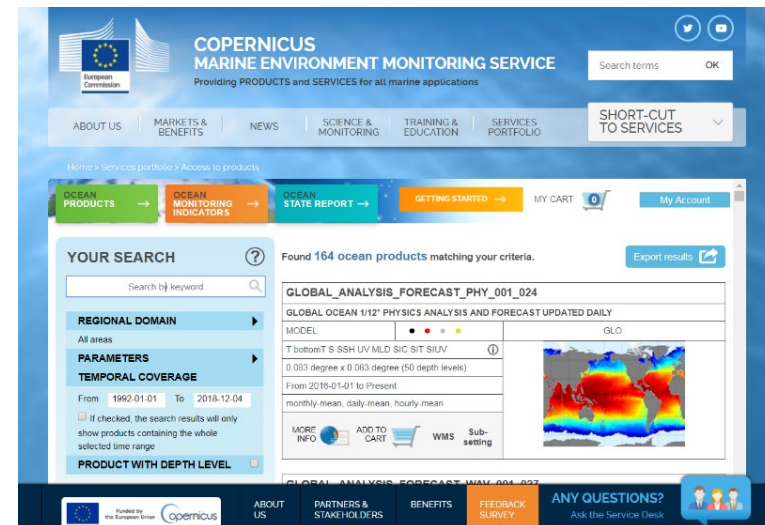 COPERNICUS
MARINE ENVIRONMENT MONITORING SERVICE
Providing PRODUCTS and SERVICES for all marine applications
European
Commission
Search terms
OK
ABOUT US
MARKETS &
BENEFITS
NEWS
SCIENCE &
MONITORING
TRAINING &
EDUCATION
SERVICES
PORTFOLIO
SHORT-CUT
TO SERVICES
Home > Services portfolio > Access to products
OCEAN
PRODUCTS →
OCEAN
MONITORING →
INDICATORS
OCEAN
STATE REPORT →
GETTING STARTED →
MY CART
0
My Account
YOUR SEARCH
?
Search by keyword
REGIONAL DOMAIN
All areas
PARAMETERS
TEMPORAL COVERAGE
From 1992-01-01 To 2018-12-04
If checked, the search results will only
show products containing the whole
selected time range
PRODUCT WITH DEPTH LEVEL
Found 164 ocean products matching your criteria.
Export results
GLOBAL_ANALYSIS_FORECAST_PHY_001_024
GLOBAL OCEAN 1/12° PHYSICS ANALYSIS AND FORECAST UPDATED DAILY
MODEL
GLO
T bottomT S SSH UV MLD SIC SIT SIUV
0.083 degree x 0.083 degree (50 depth levels)
From 2016-01-01 to Present
monthly-mean, daily-mean, hourly-mean
MORE
INFO
ADD TO
CART
WMS
Sub-
setting
GLOBAL_ANALYSIS_FORECAST_WAV_001_027
Funded by
the European Union
opernicus
ABOUT
US
PARTNERS &
STAKEHOLDERS
BENEFITS
FEEDBACK
SURVEY
ANY QUESTIONS?
Ask the Service Desk